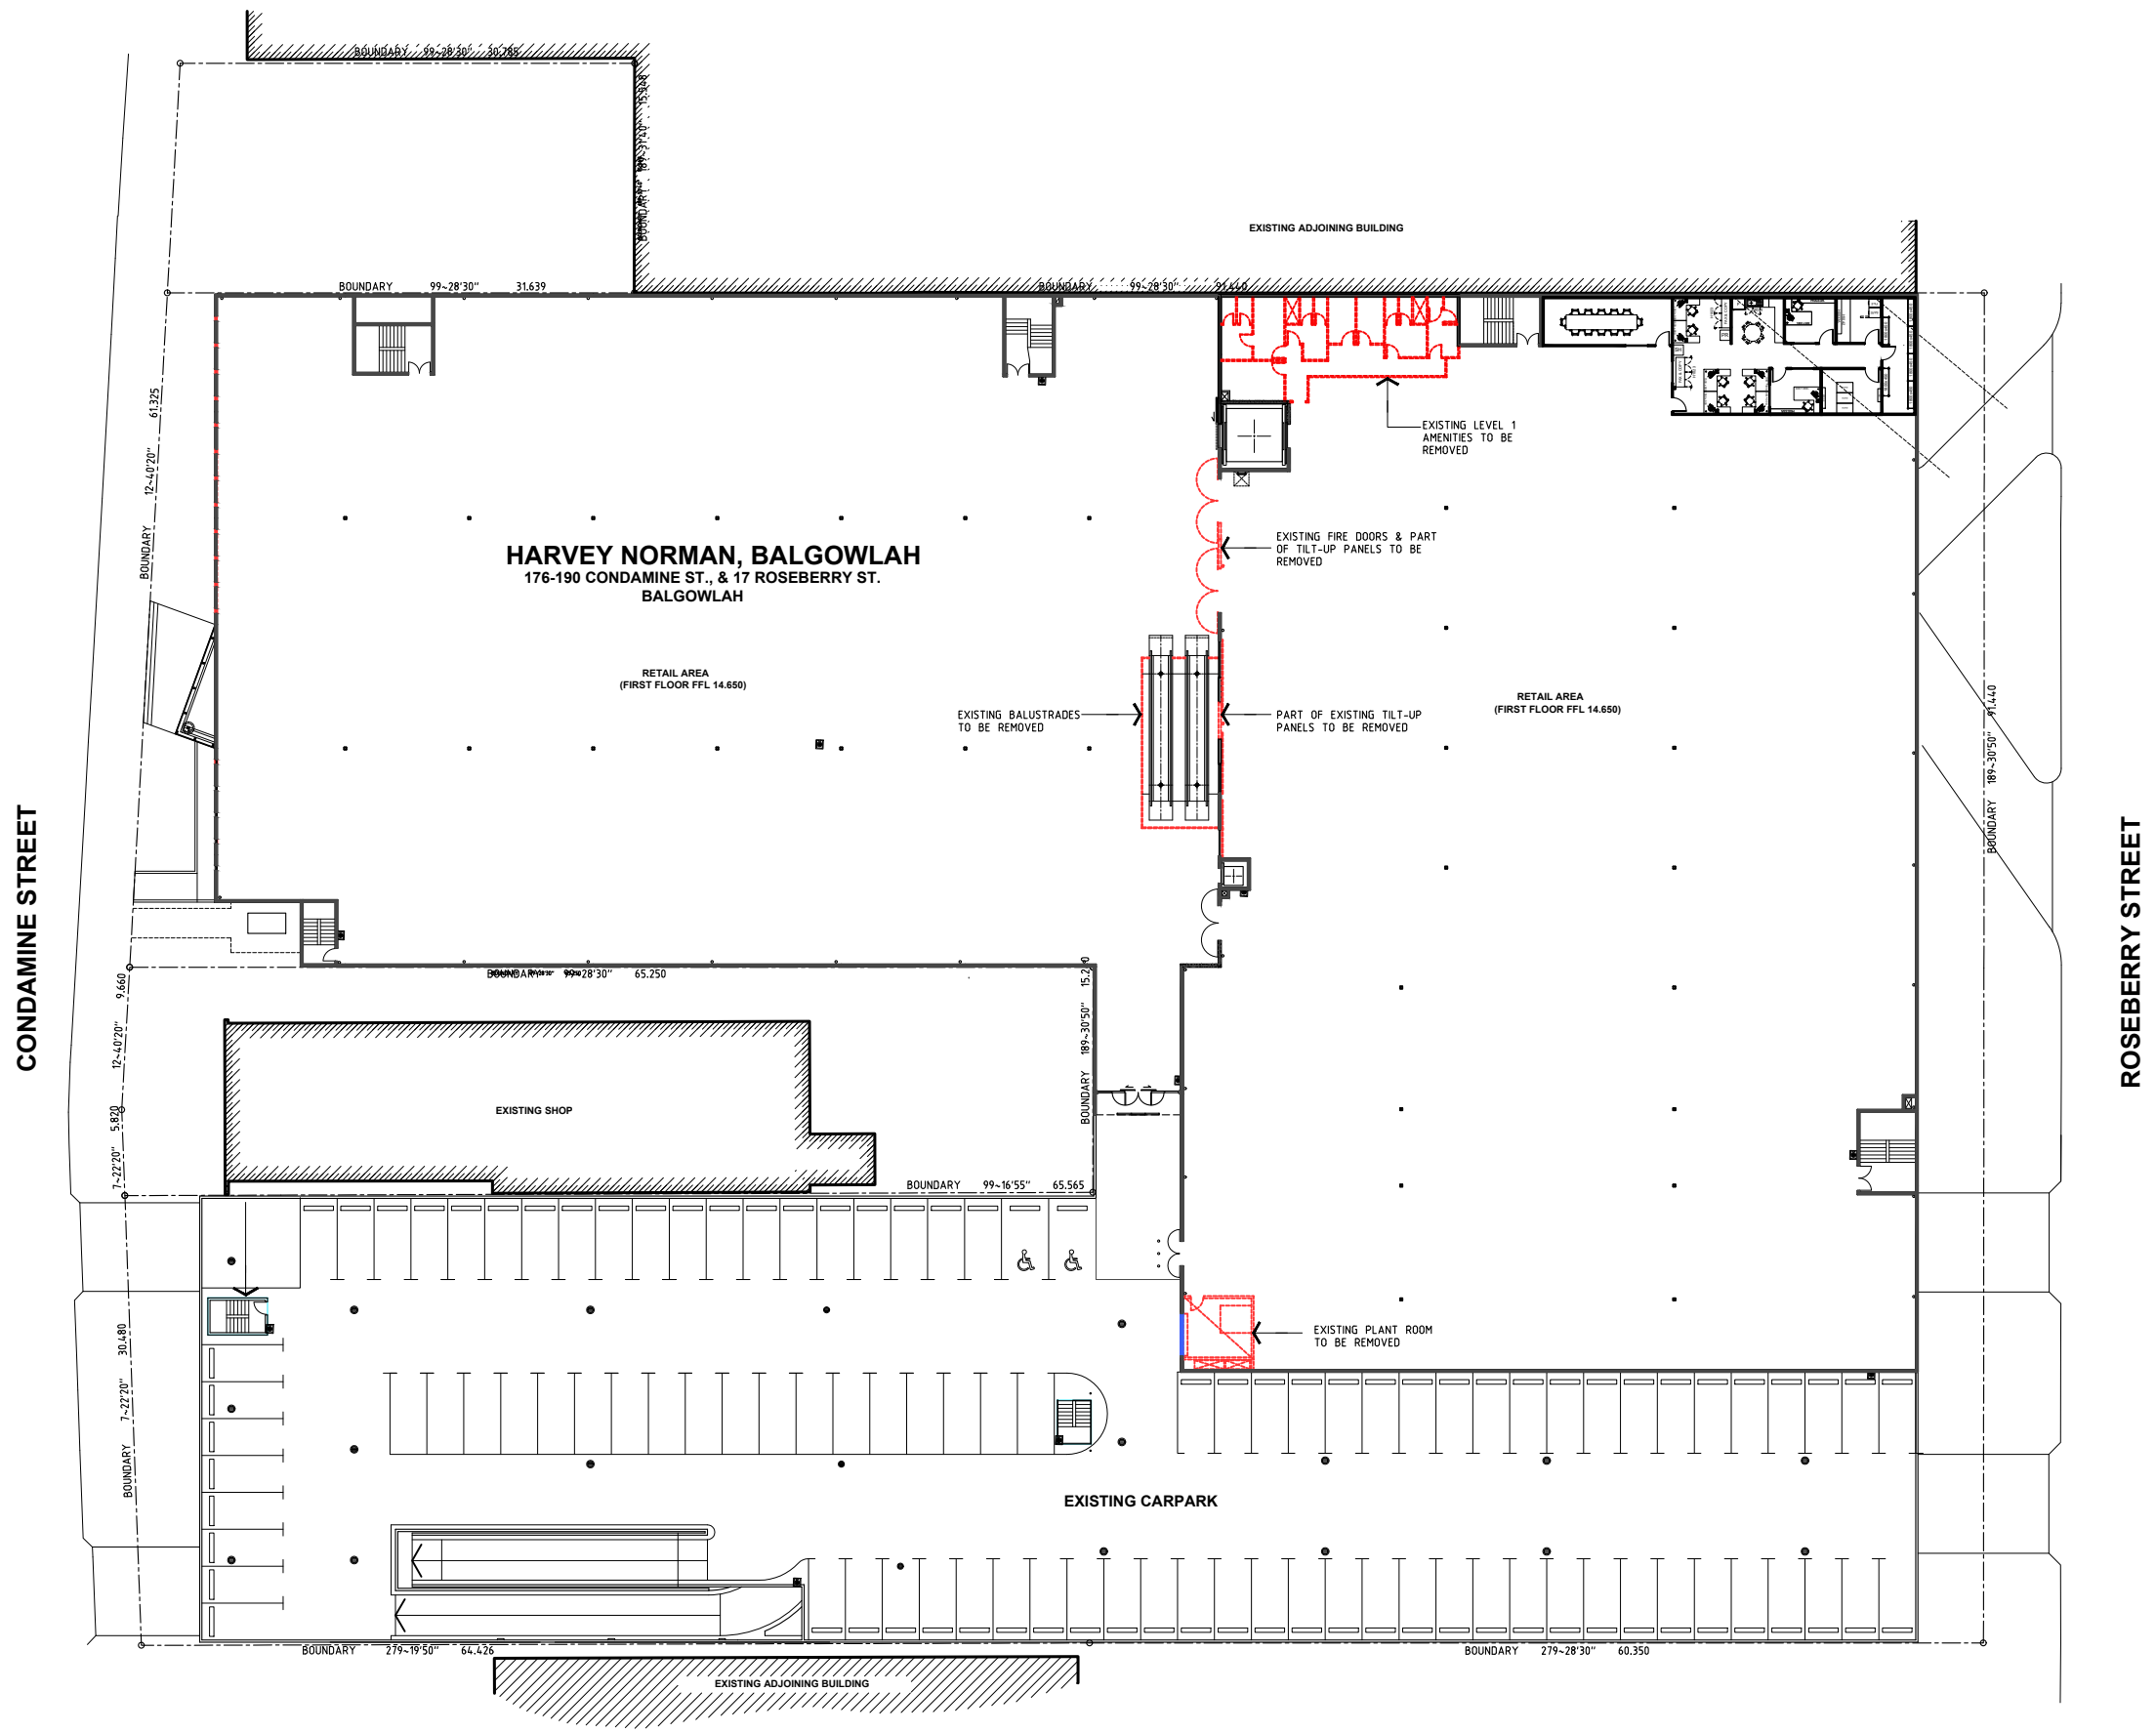 BOUNDARY 99~28'30" 30.785
BOUNDARY 189~31'40" 15.548
EXISTING ADJOINING BUILDING
BOUNDARY 99~28'30" 31.639
BOUNDARY 99~28'30" 91.440
BOUNDARY 12~40'20" 61.325
EXISTING LEVEL 1
AMENITIES TO BE
REMOVED
EXISTING FIRE DOORS & PART
OF TILT-UP PANELS TO BE
REMOVED
HARVEY NORMAN, BALGOWLAH
176-190 CONDAMINE ST., & 17 ROSEBERRY ST.
BALGOWLAH
RETAIL AREA
(FIRST FLOOR FFL 14.650)
RETAIL AREA
(FIRST FLOOR FFL 14.650)
EXISTING BALUSTRADES
TO BE REMOVED
PART OF EXISTING TILT-UP
PANELS TO BE REMOVED
BOUNDARY 189~30'50" 91.440
CONDAMINE STREET
ROSEBERRY STREET
BOUNDARY 99~28'30" 65.250
12~40'20" 9.660
BOUNDARY 189~30'50"
7~22'20" 5.820
EXISTING SHOP
BOUNDARY 99~16'55" 65.565
BOUNDARY 7~22'20" 30.480
EXISTING PLANT ROOM
TO BE REMOVED
EXISTING CARPARK
BOUNDARY 279~19'50" 64.426
BOUNDARY 279~28'30" 60.350
EXISTING ADJOINING BUILDING